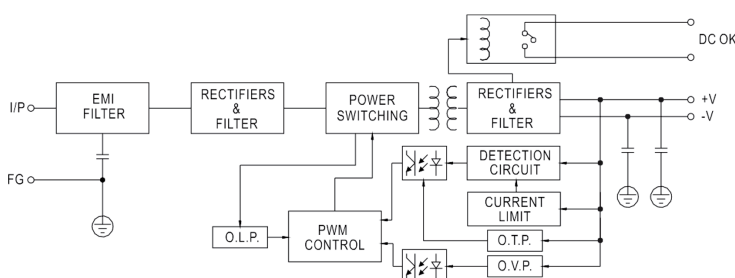 DC OK
I/P
EMI
FILTER
RECTIFIERS
&
FILTER
POWER
SWITCHING
RECTIFIERS
&
FILTER
+V
-V
FG
DETECTION
CIRCUIT
CURRENT
LIMIT
O.L.P.
PWM
CONTROL
O.T.P.
O.V.P.